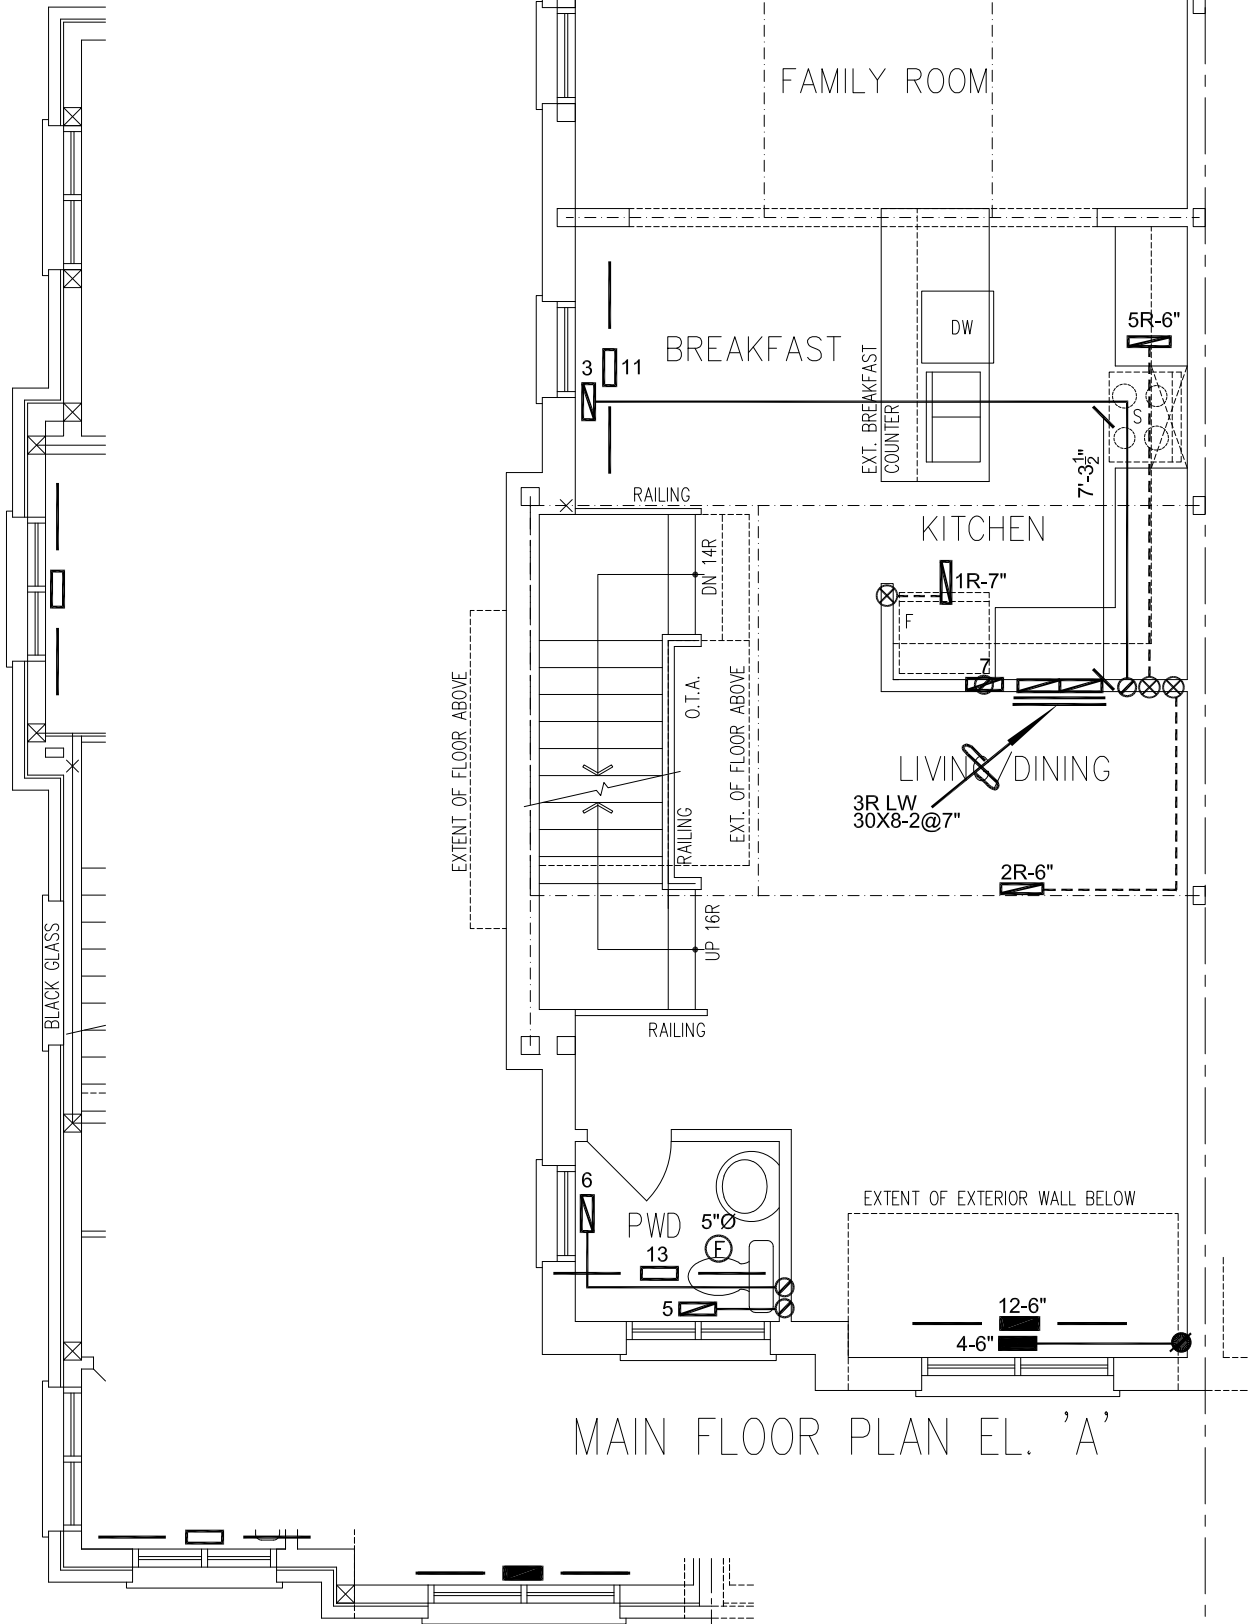 FAMILY ROOM
5R-6"
DW
BREAKFAST
3
11
EXT. BREAKFAST
COUNTER
S
7'-3½"
RAILING
KITCHEN
DN 14R
1R-7"
F
7
O.T.A.
EXTENT OF FLOOR ABOVE
EXT. OF FLOOR ABOVE
LIVING/DINING
3R LW
30X8-2@7"
RAILING
2R-6"
UP 16R
BLACK GLASS
RAILING
6
EXTENT OF EXTERIOR WALL BELOW
PWD
5"Ø
F
13
5
12-6"
4-6"
MAIN FLOOR PLAN EL. 'A'